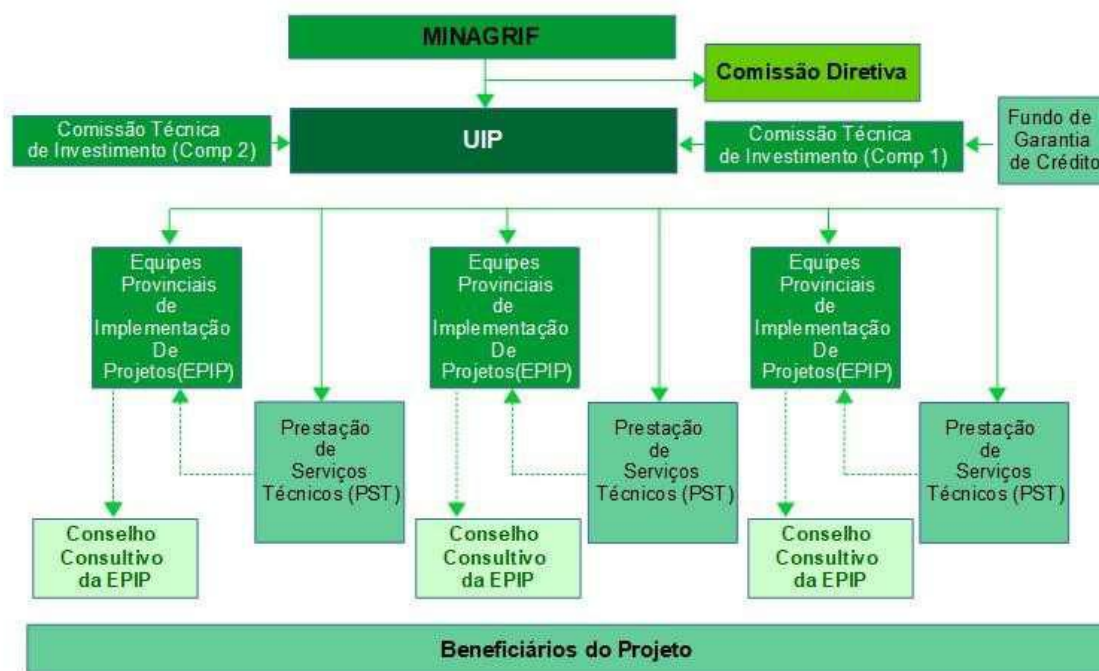 MINAGRIF
Comissão Diretiva
Comissão Técnica
de Investimento (Comp 2)
UIP
Comissão Técnica
de Investimento (Comp 1)
Fundo de
Garantia
de Crédito
Equipes
Provinciais
de
Implementação
De
Projetos(EPIP)
Equipes
Provinciais
de
Implementação
De
Projetos(EPIP)
Equipes
Provinciais
de
Implementação
De
Projetos(EPIP)
Prestação
de
Serviços
Técnicos (PST)
Prestação
de
Serviços
Técnicos (PST)
Prestação
de
Serviços
Técnicos (PST)
Conselho
Consultivo
da EPIP
Conselho
Consultivo
da EPIP
Conselho
Consultivo
da EPIP
Beneficiários do Projeto